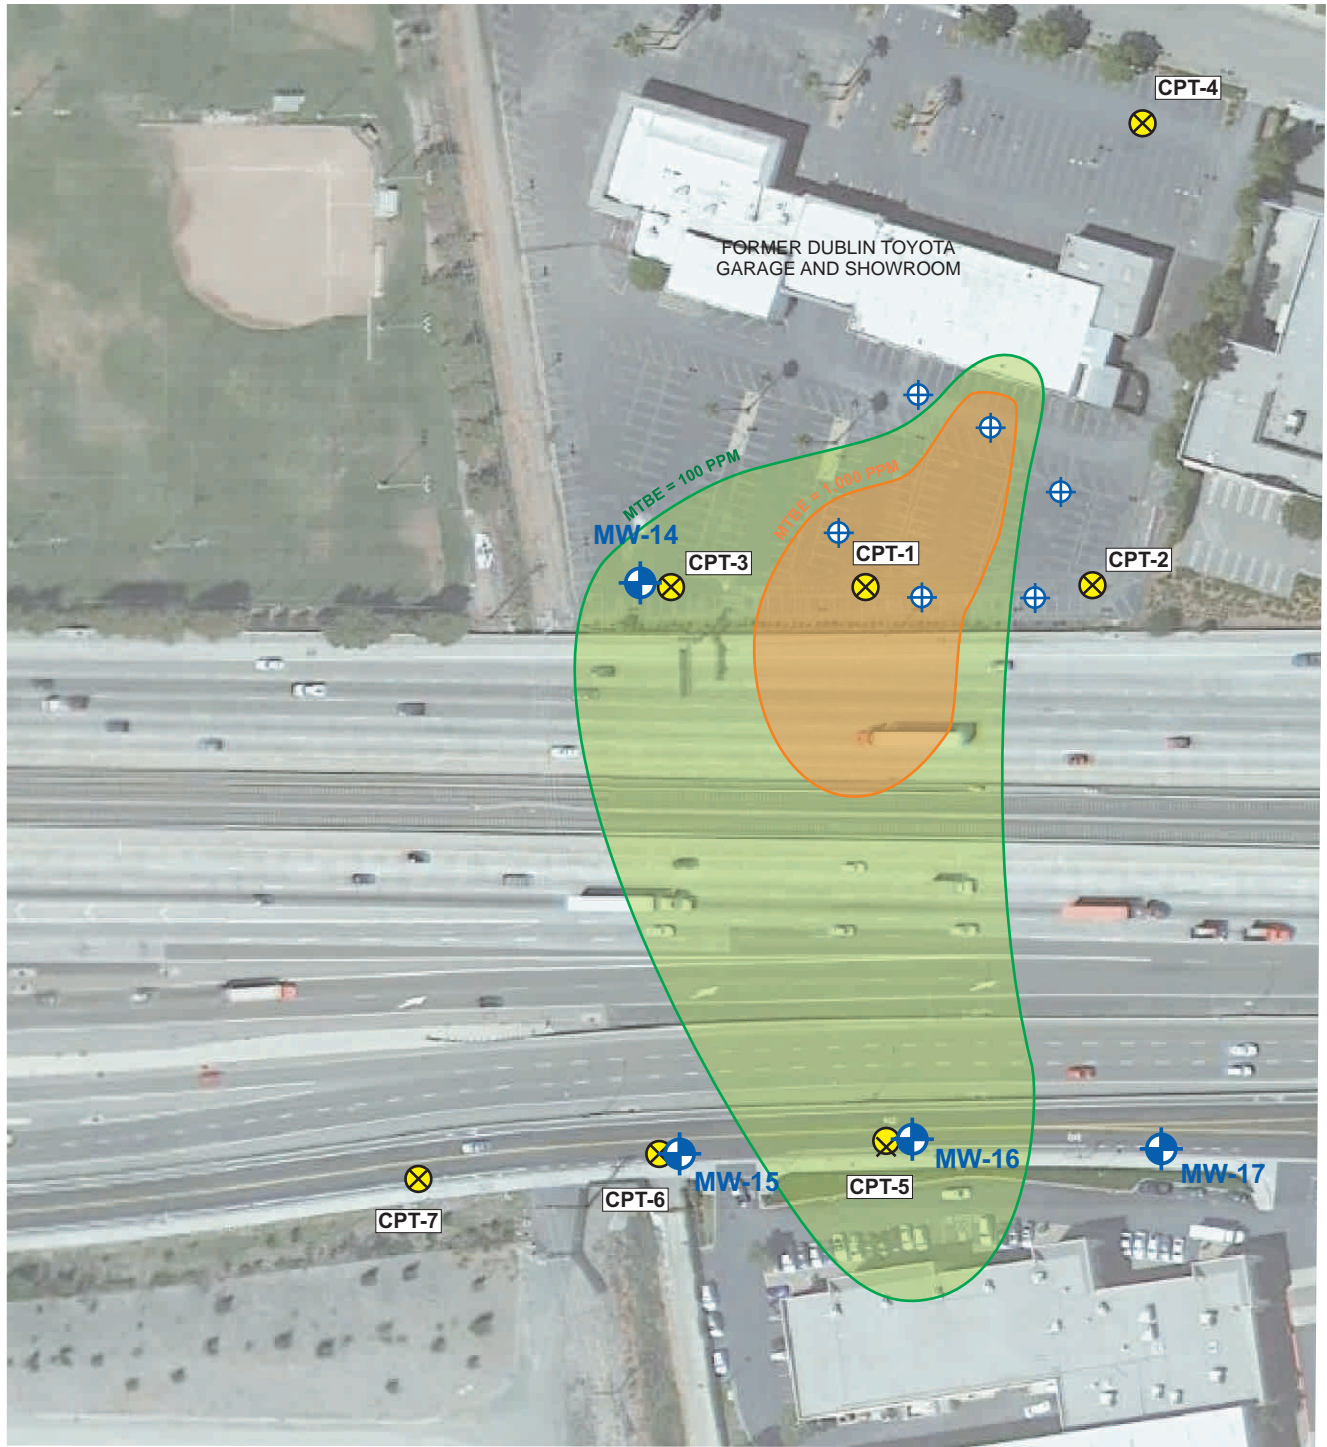 CPT-4
FORMER DUBLIN TOYOTA
GARAGE AND SHOWROOM
MTBE = 100 PPM
MTBE = 1,000 PPM
MW-14
CPT-3
CPT-1
CPT-2
MW-15
MW-16
MW-17
CPT-6
CPT-5
CPT-7